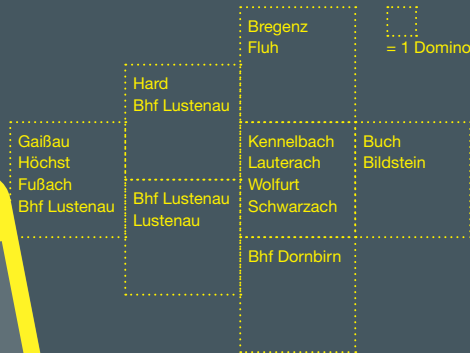 Bregenz
Fluh
= 1 Domino
Hard
Bhf Lustenau
Gaißau
Höchst
Fußach
Bhf Lustenau
Bhf Lustenau
Lustenau
Kennelbach
Lauterach
Wolfurt
Schwarzach
Buch
Bildstein
Bhf Dornbirn